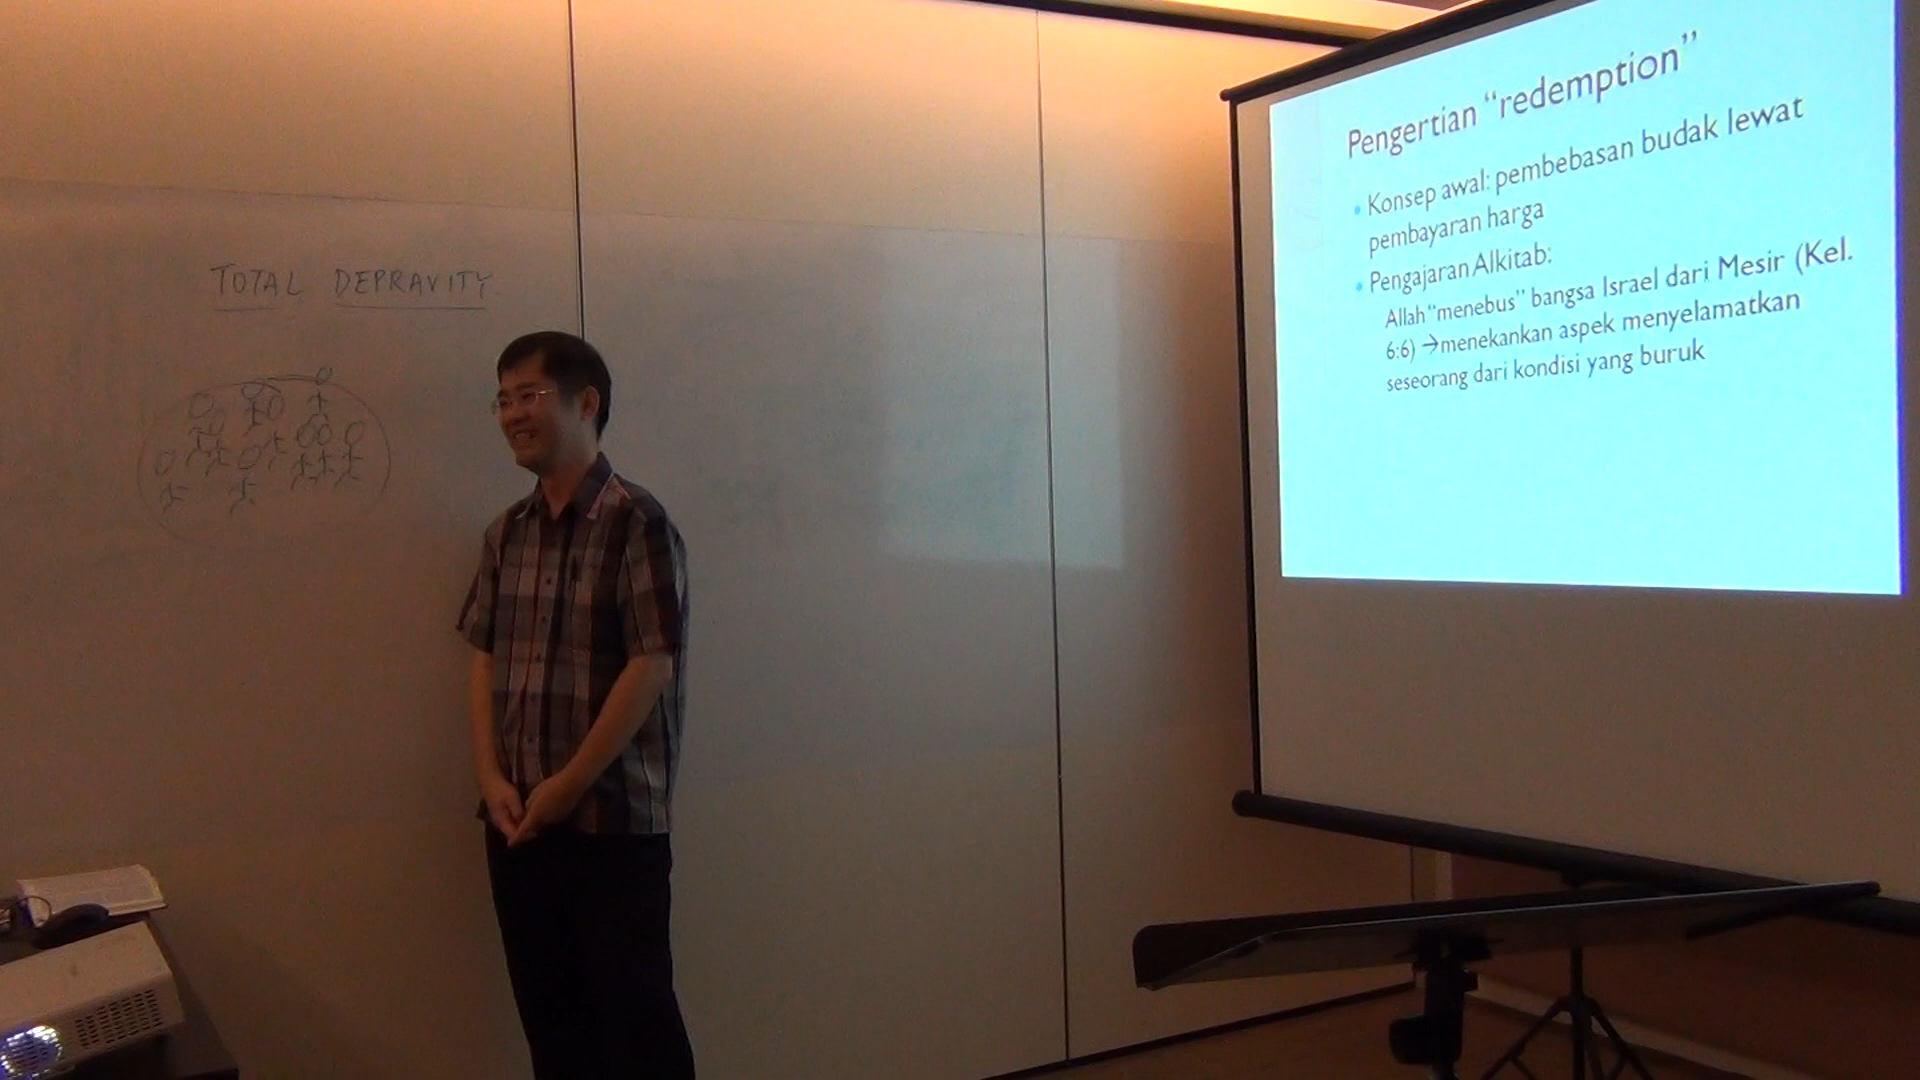 TOTAL DEPRAVITY
Pengertian “redemption”
• Konsep awal: pembebasan budak lewat
pembayaran harga
• Pengajaran Alkitab:
Allah “menebus” bangsa Israel dari Mesir (Kel.
6:6) →menekankan aspek menyelamatkan
seseorang dari kondisi yang buruk